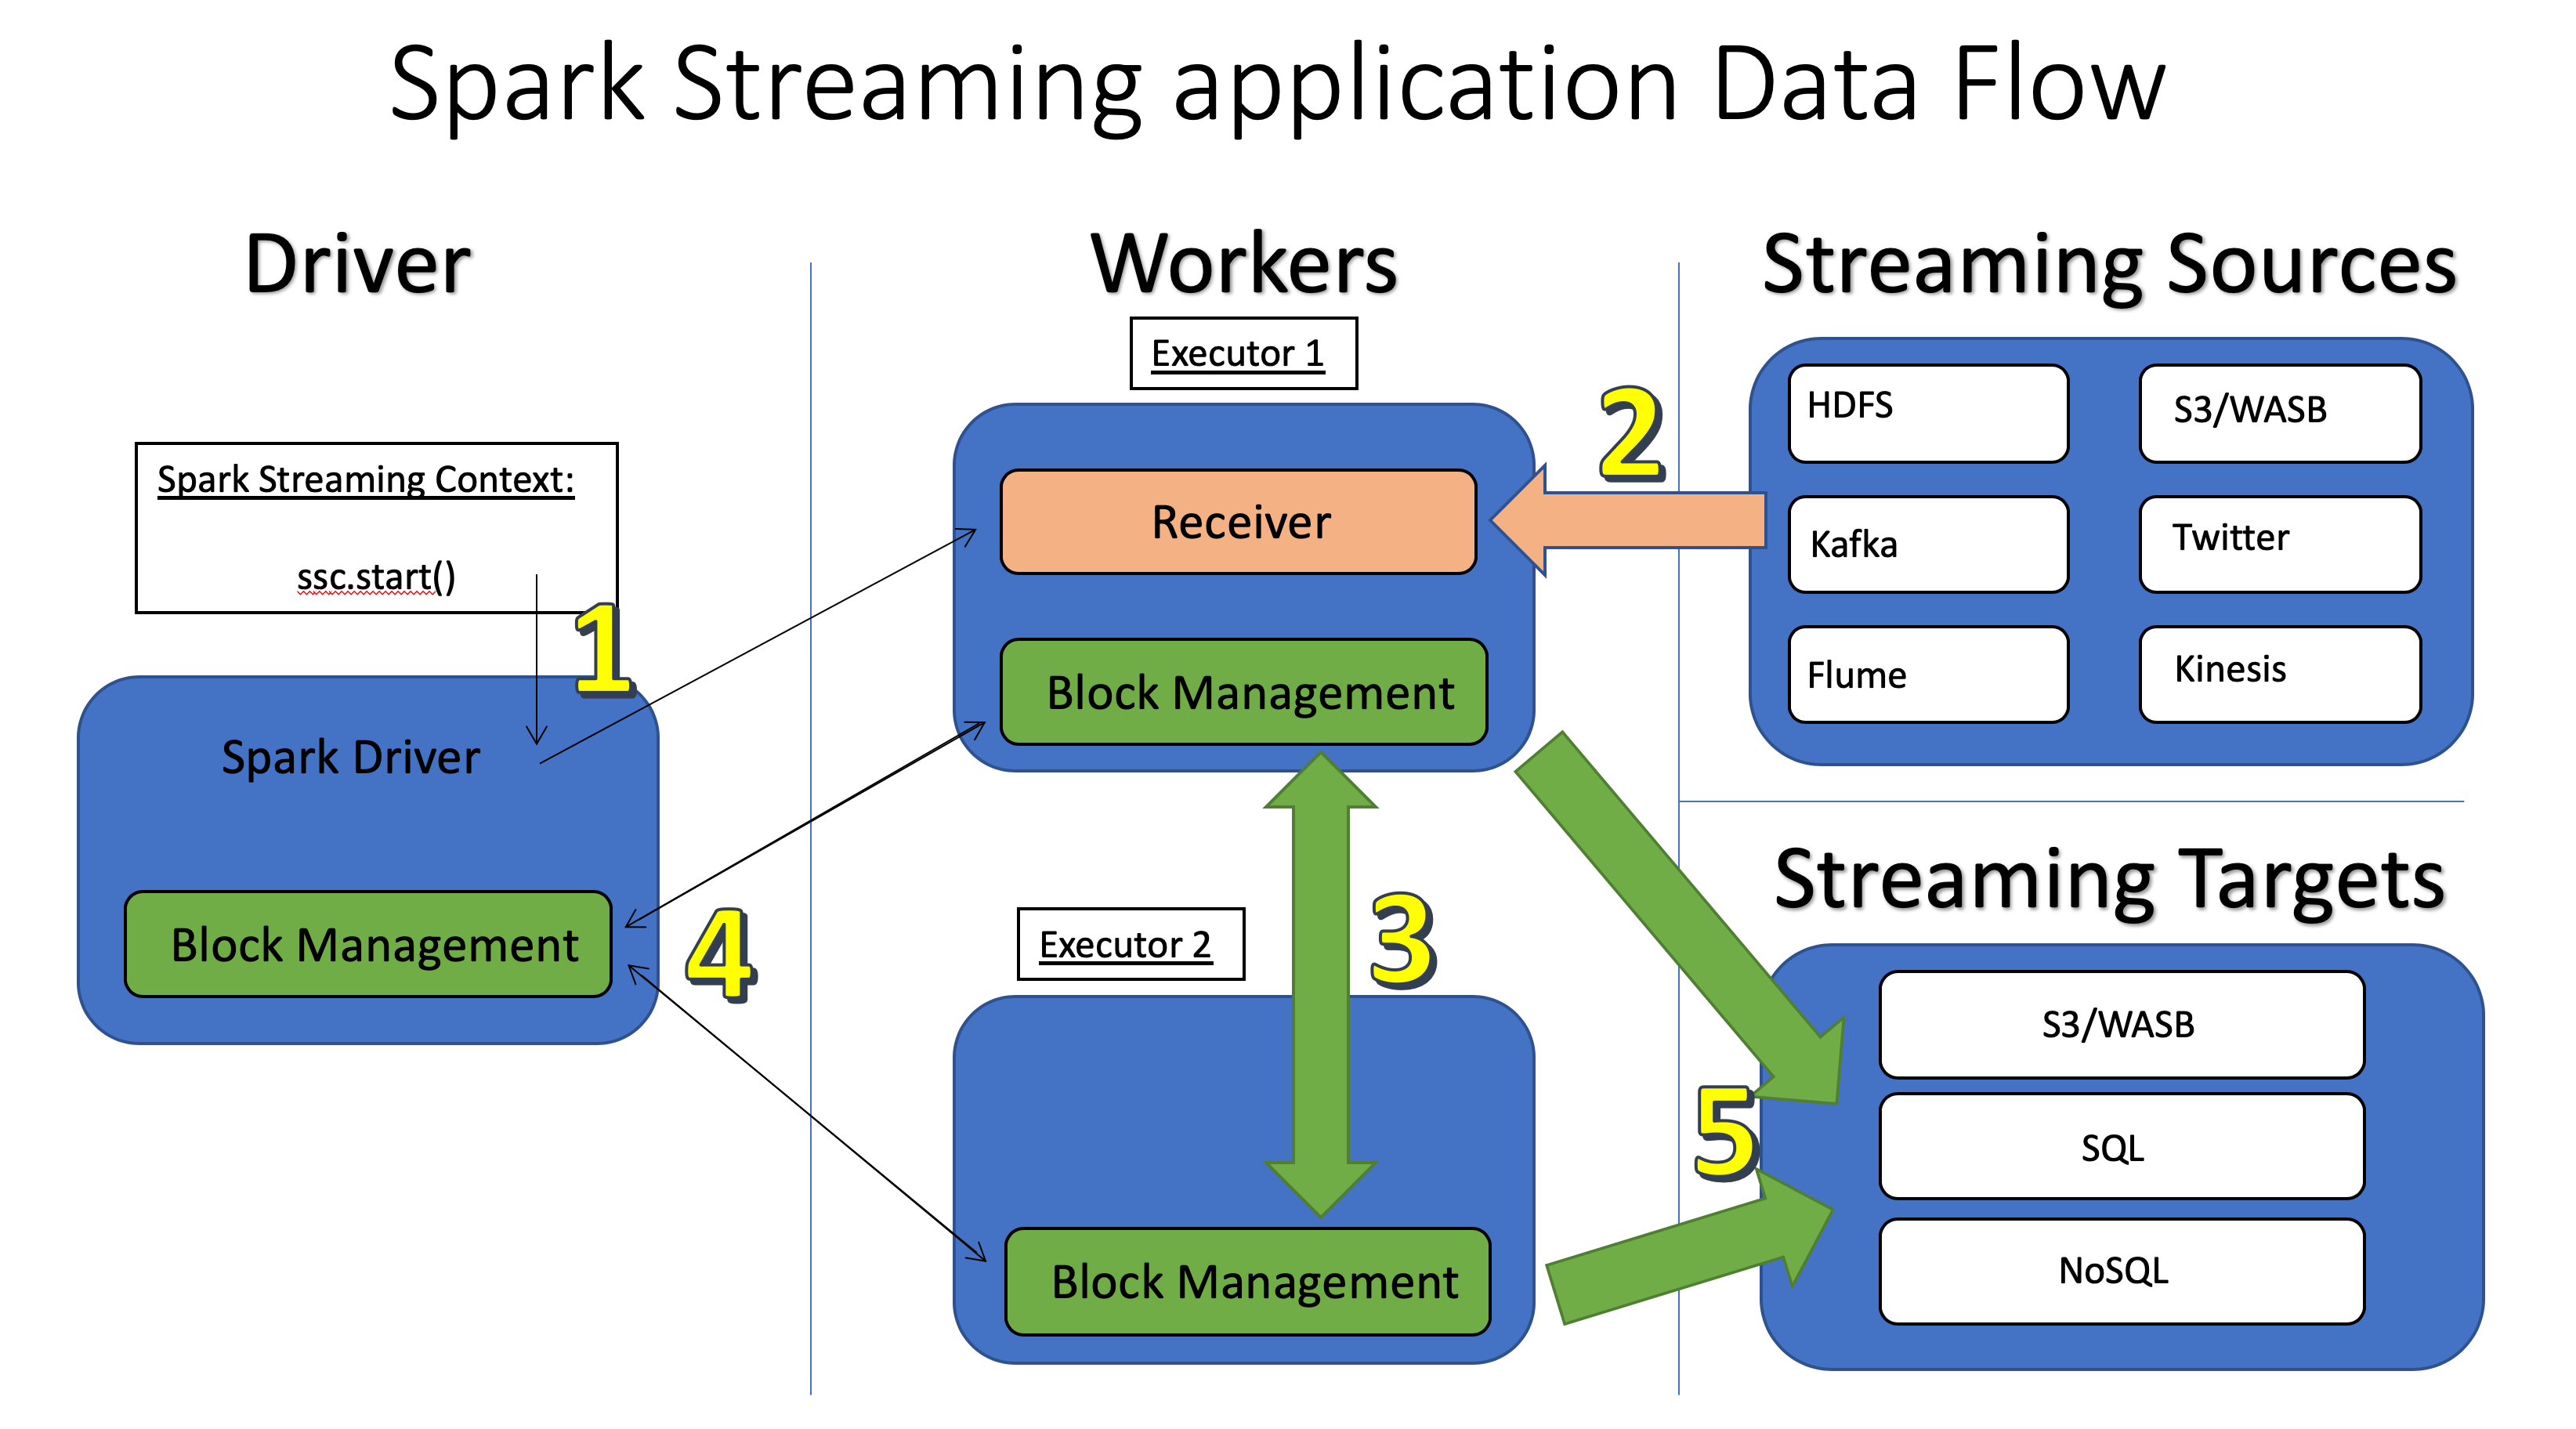 Spark Streaming application Data Flow
Driver
Workers
Streaming Sources
Spark Streaming Context:
ssc.start()
1
Spark Driver
Block Management
4
Executor 1
Receiver
Block Management
2
3
Executor 2
Block Management
HDFS
S3/WASB
Kafka
Twitter
Flume
Kinesis
Streaming Targets
5
S3/WASB
SQL
NoSQL